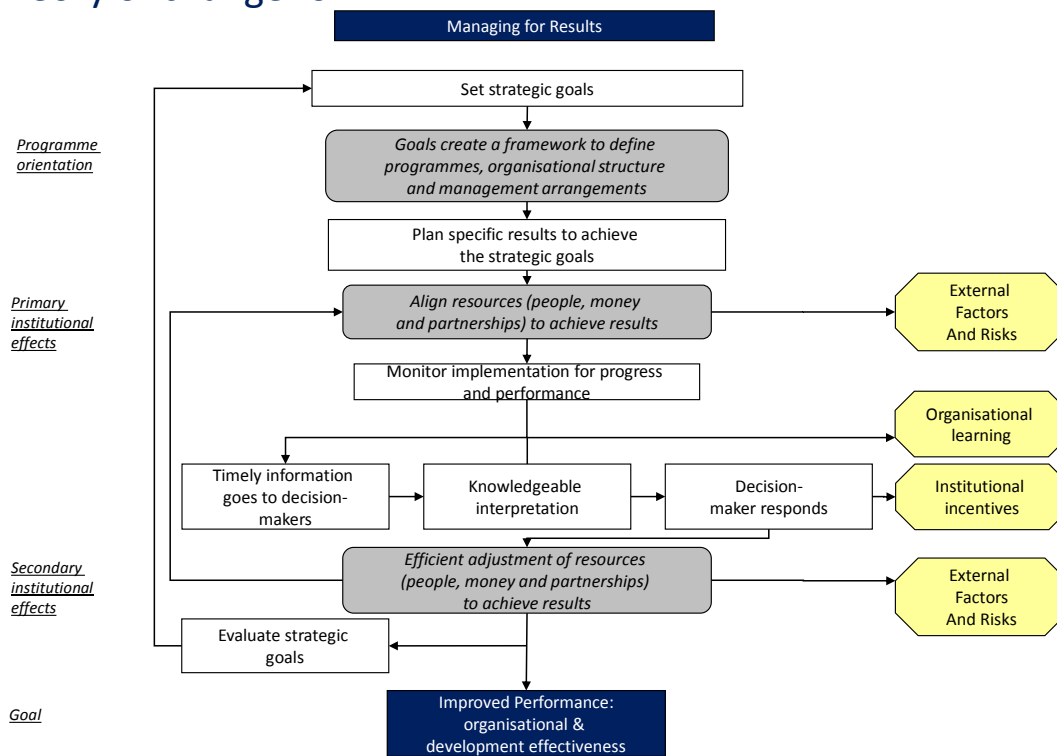 of change
Managing for Results
Set strategic goals
Programme
orientation
Goals create a framework to define
programmes, organisational structure
and management arrangements
Plan specific results to achieve
the strategic goals
Primary
institutional
effects
Align resources (people, money
and partnerships) to achieve results
External
Factors
And Risks
Monitor implementation for progress
and performance
Organisational
learning
Timely information
goes to decision-
makers
Knowledgeable
interpretation
Decision-
maker responds
Institutional
incentives
Secondary
institutional
effects
Efficient adjustment of resources
(people, money and partnerships)
to achieve results
External
Factors
And Risks
Evaluate strategic
goals
Goal
Improved Performance:
organisational &
development effectiveness